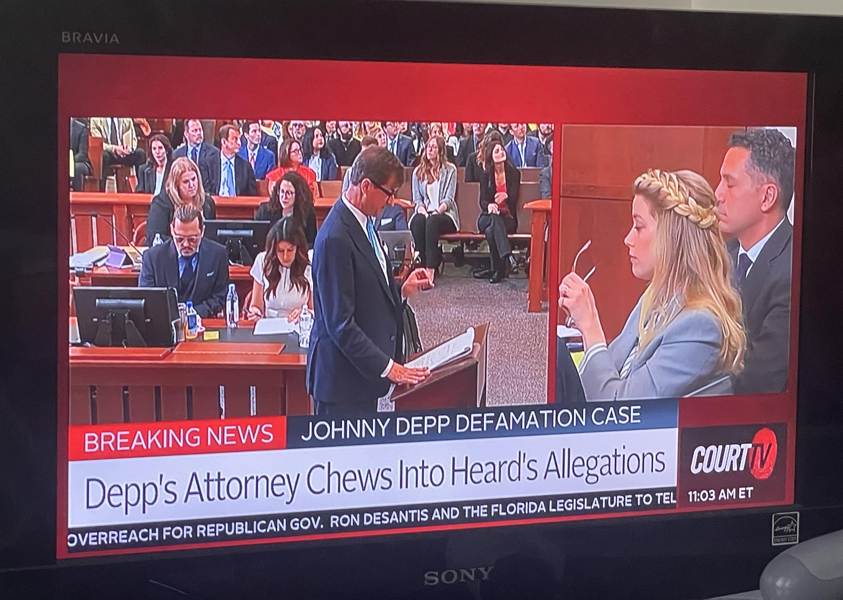 BRAVIA
BREAKING NEWS
JOHNNY DEPP DEFAMATION CASE
Depp's Attorney Chews Into Heard's Allegations
COURT TV
11:03 AM ET
OVERREACH FOR REPUBLICAN GOV. RON DESANTIS AND THE FLORIDA LEGISLATURE TO TEL
SONY